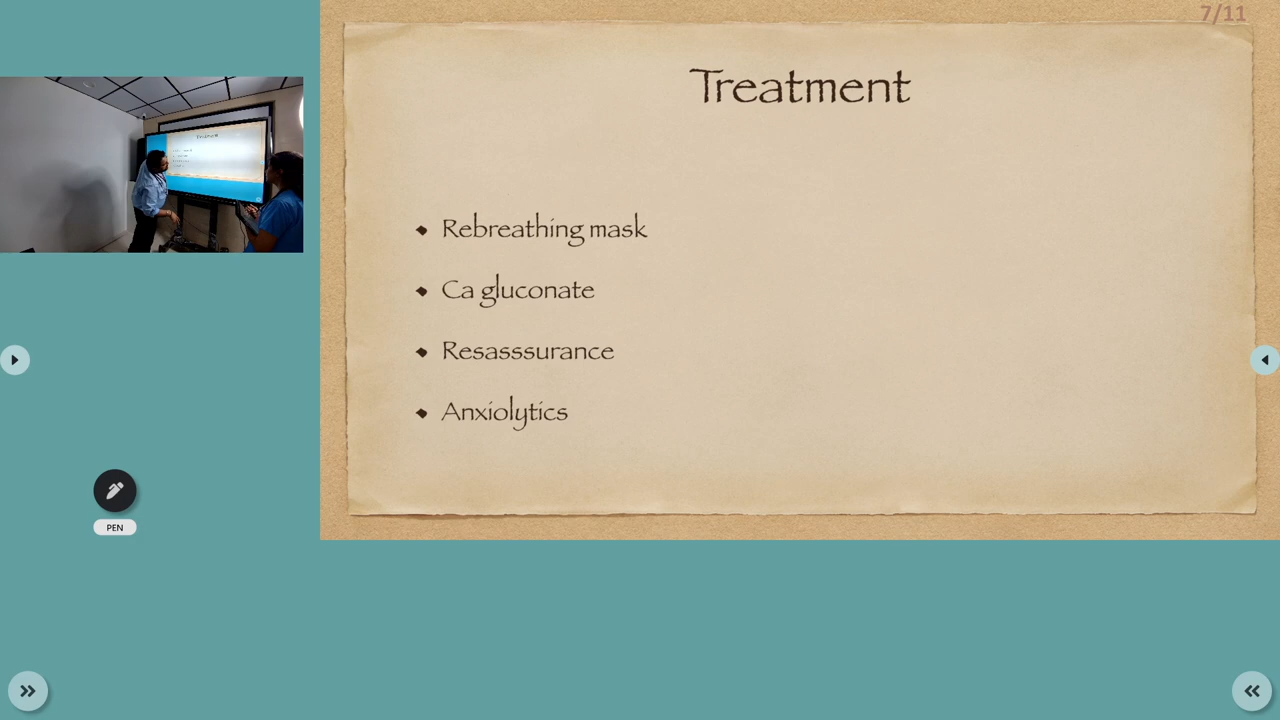 7/11
Treatment
Rebreathing mask
Ca gluconate
Resasssurance
Anxiolytics
PEN